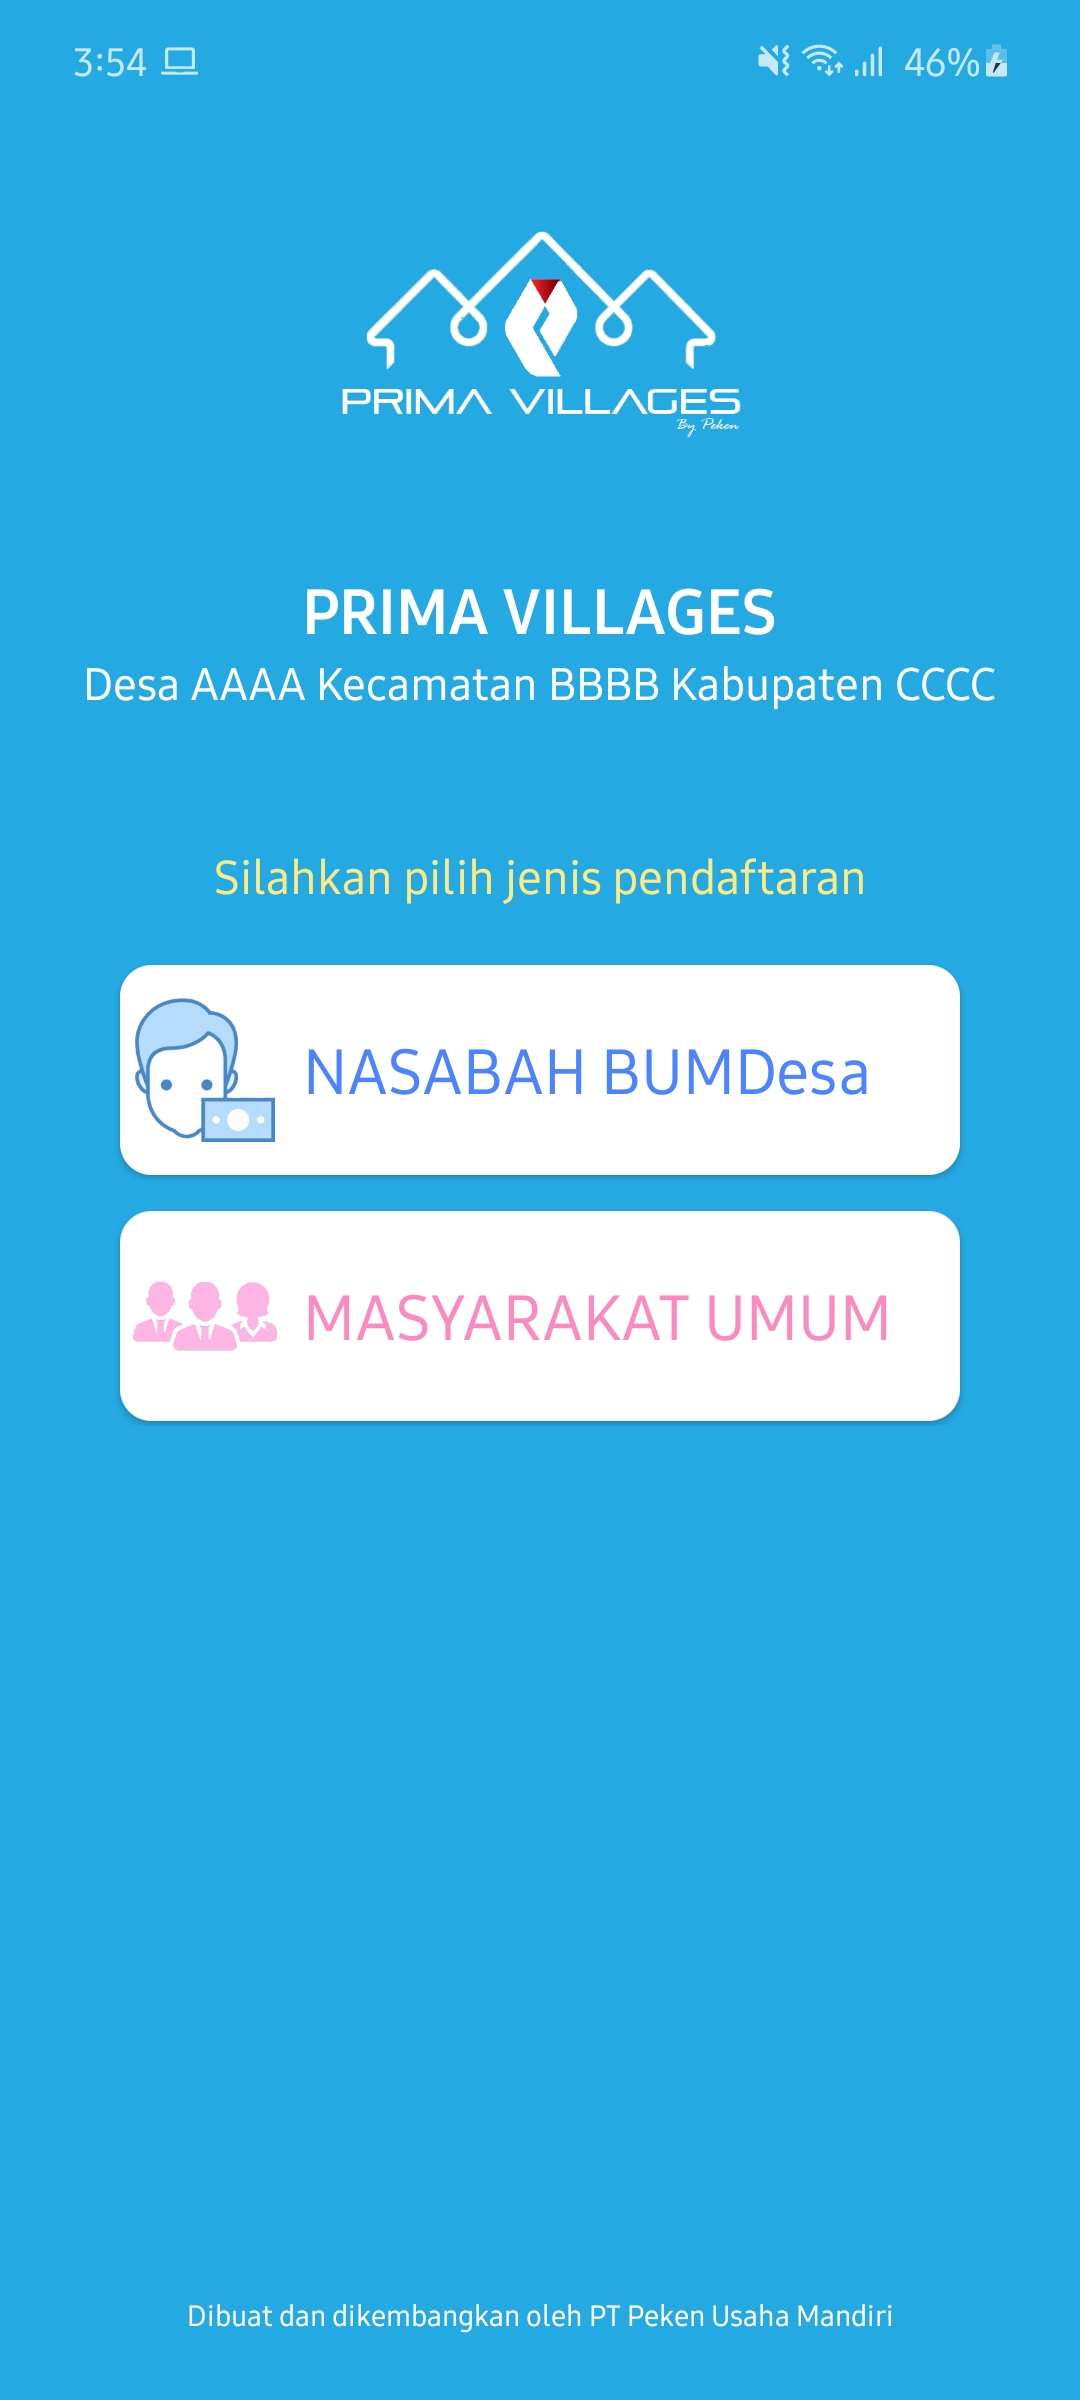 3:54
46%
PRIMA VILLAGES
By Peken
PRIMA VILLAGES
Desa AAAA Kecamatan BBBB Kabupaten CCCC
Silahkan pilih jenis pendaftaran
NASABAH BUMDesa
MASYARAKAT UMUM
Dibuat dan dikembangkan oleh PT Peken Usaha Mandiri